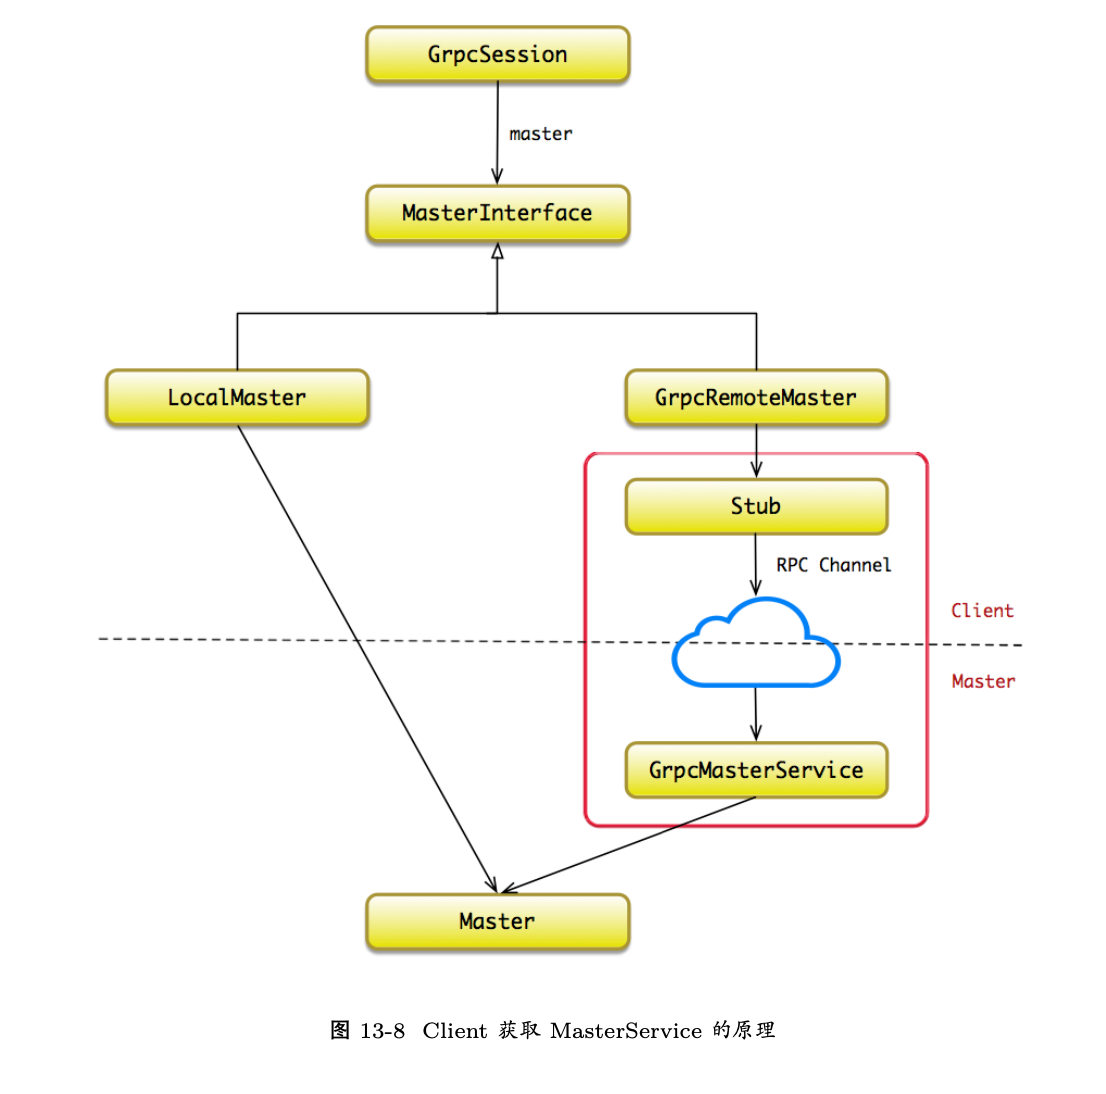 GrpcSession
master
MasterInterface
LocalMaster
GrpcRemoteMaster
Stub
RPC Channel
Client
Master
GrpcMasterService
Master
图 13-8 Client 获取 MasterService 的原理